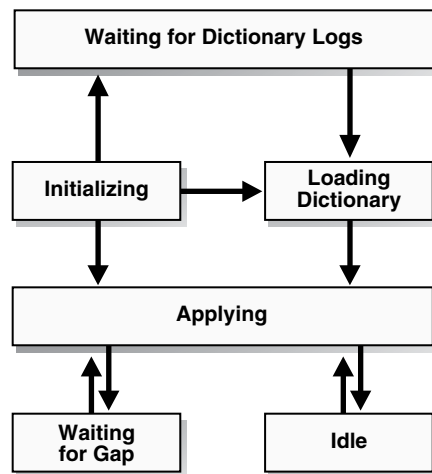 Waiting for Dictionary Logs
Initializing
Loading
Dictionary
Applying
Waiting
for Gap
Idle